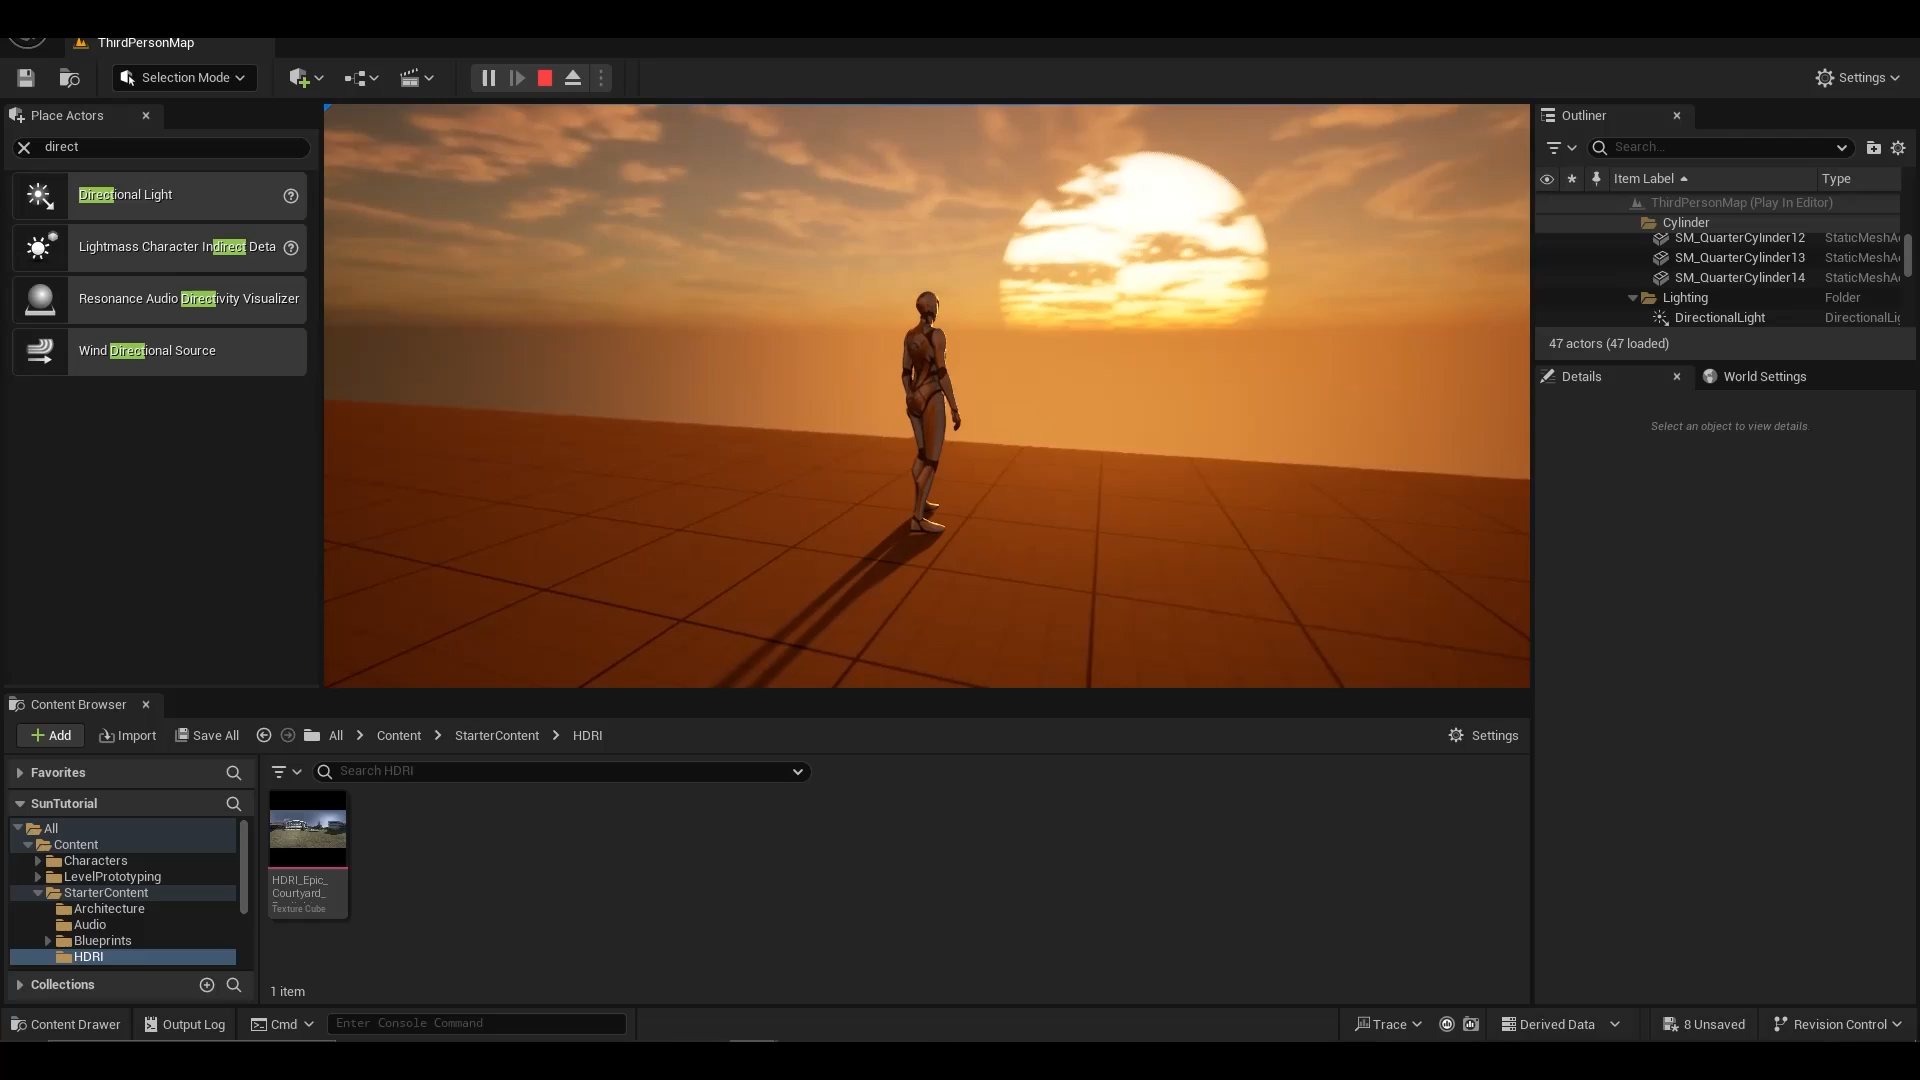 ThirdPersonMap
Selection Mode
Settings
Place Actors
direct
Directional Light
Lightmass Character Indirect Deta
Resonance Audio Directivity Visualizer
Wind Directional Source
Outliner
Search...
Item Label
Type
ThirdPersonMap (Play In Editor)
Cylinder
SM_QuarterCylinder12 StaticMeshA
SM_QuarterCylinder13 StaticMeshA
SM_QuarterCylinder14 StaticMeshA
Lighting Folder
DirectionalLight DirectionalLi
47 actors (47 loaded)
Details
World Settings
Select an object to view details.
Content Browser
Add
Import
Save All
All
Content
StarterContent
HDRI
Settings
Favorites
Search HDRI
SunTutorial
All
Content
Characters
LevelPrototyping
StarterContent
Architecture
Audio
Blueprints
HDRI
HDRI_Epic_
Courtyard_
Texture Cube
Collections
1 item
Content Drawer
Output Log
Cmd
Enter Console Command
Trace
Derived Data
8 Unsaved
Revision Control